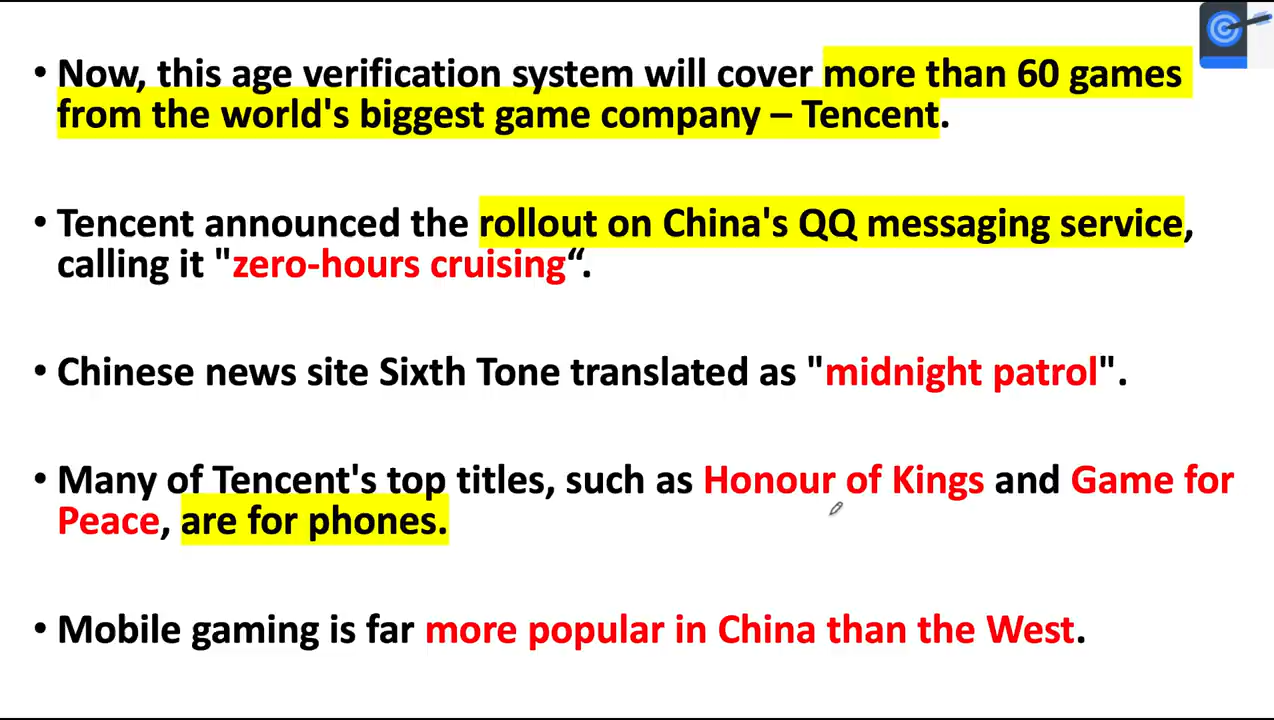 • Now, this age verification system will cover more than 60 games
from the world's biggest game company – Tencent.
• Tencent announced the rollout on China's QQ messaging service,
calling it "zero-hours cruising“.
• Chinese news site Sixth Tone translated as "midnight patrol".
• Many of Tencent's top titles, such as Honour of Kings and Game for
Peace, are for phones.
• Mobile gaming is far more popular in China than the West.